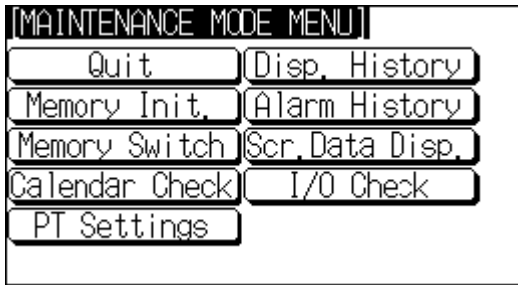 [MAINTENANCE MODE MENU]
Quit Disp. History
Memory Init. Alarm History
Memory Switch Scr.Data Disp.
Calendar Check I/O Check
PT Settings